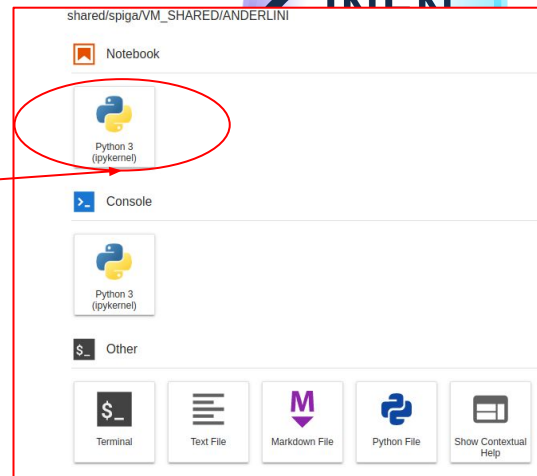 shared/spiga/VM_SHARED/ANDERLINI
Notebook
Python 3
(ipykernel)
>_ Console
Python 3
(ipykernel)
$_ Other
$_
M
Terminal
Text File
Markdown File
Python File
Show Contextual
Help